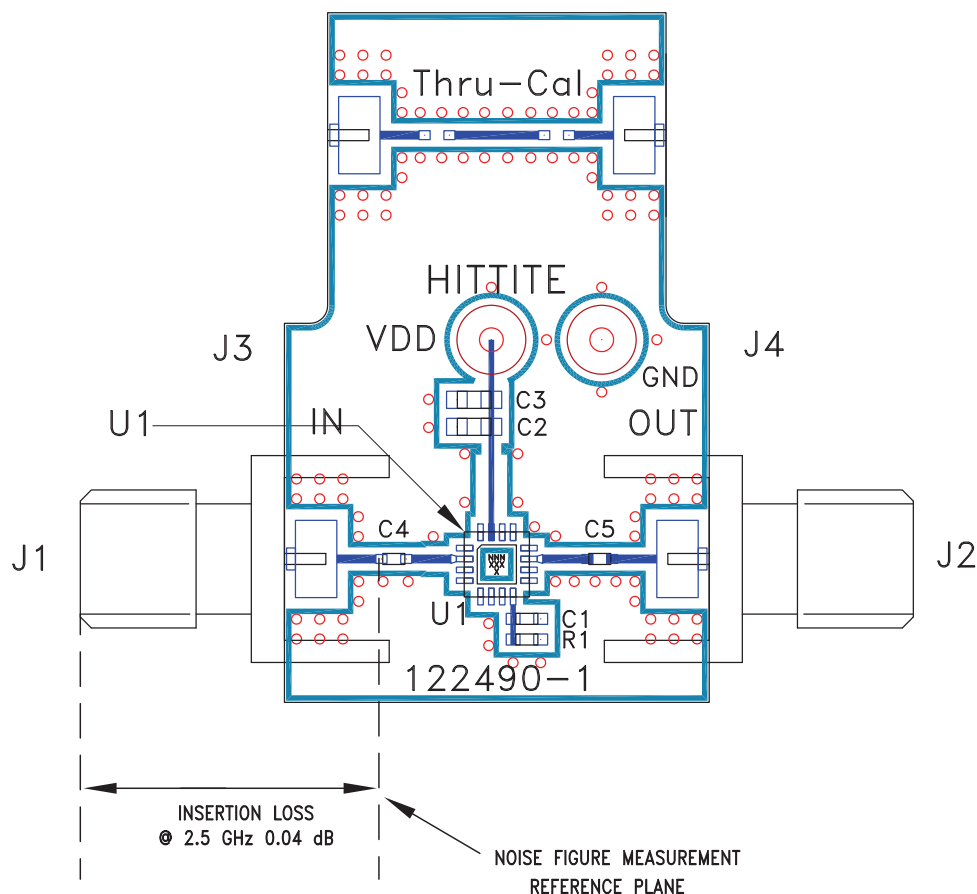 Thru-Cal
HITTITE
J3
VDD
J4
GND
C3
U1
IN
C2
OUT
C4
C5
J1
NNN
XXX
X
J2
U1
C1
R1
122490-1
INSERTION LOSS
@ 2.5 GHz 0.04 dB
NOISE FIGURE MEASUREMENT
REFERENCE PLANE